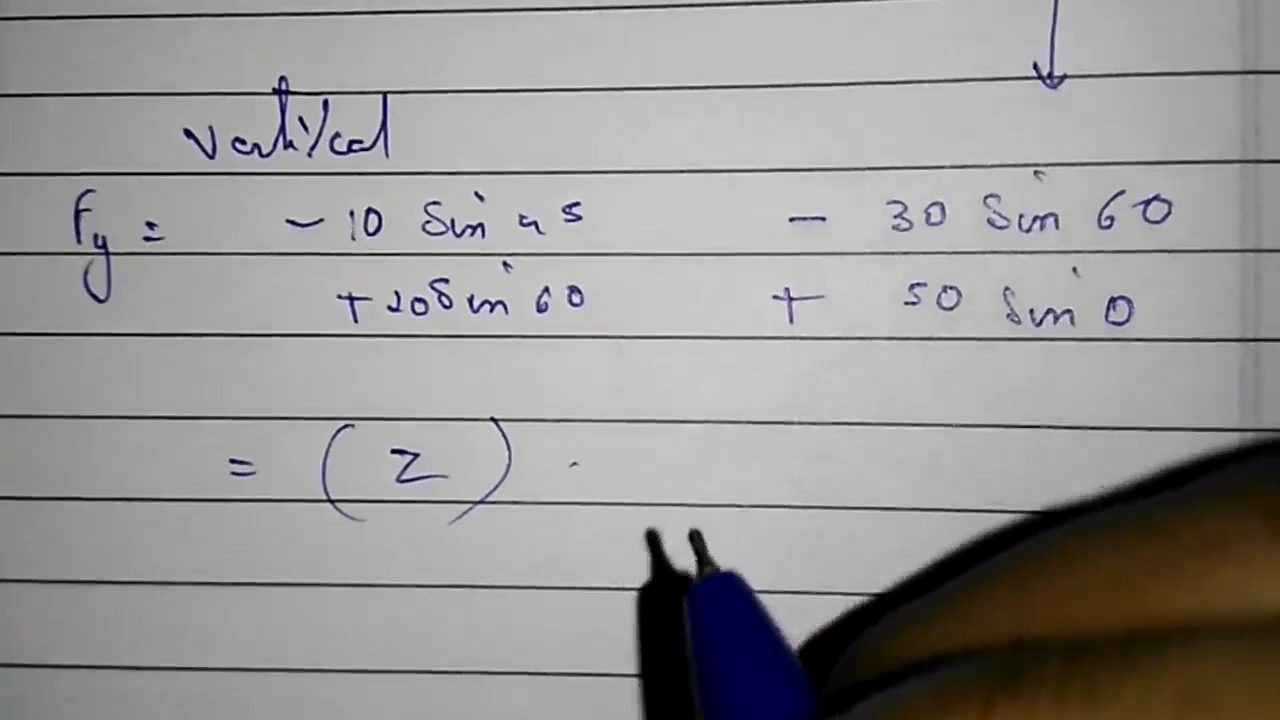 vertical
Fy = - 10 Sin 45 - 30 Sin 60
+ 20 Sin 60 + 50 Sin 0
= ( Z )